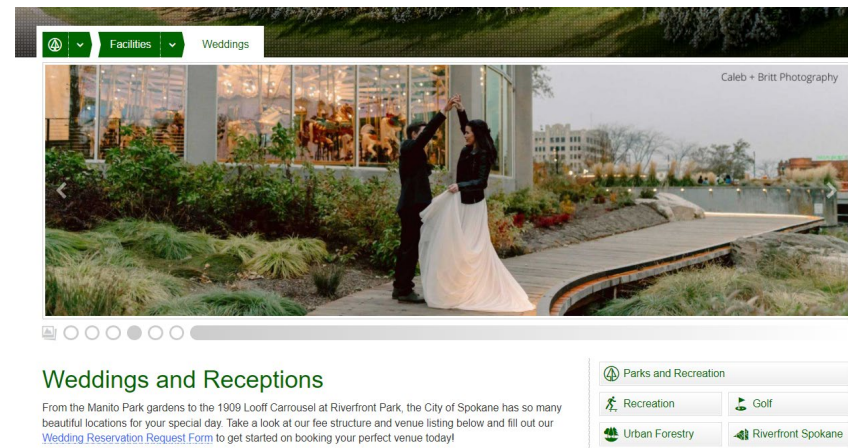 Facilities
Weddings
Caleb + Britt Photography
Weddings and Receptions
From the Manito Park gardens to the 1909 Looff Carrousel at Riverfront Park, the City of Spokane has so many
beautiful locations for your special day. Take a look at our fee structure and venue listing below and fill out our
Wedding Reservation Request Form to get started on booking your perfect venue today!
Parks and Recreation
Recreation
Golf
Urban Forestry
Riverfront Spokane